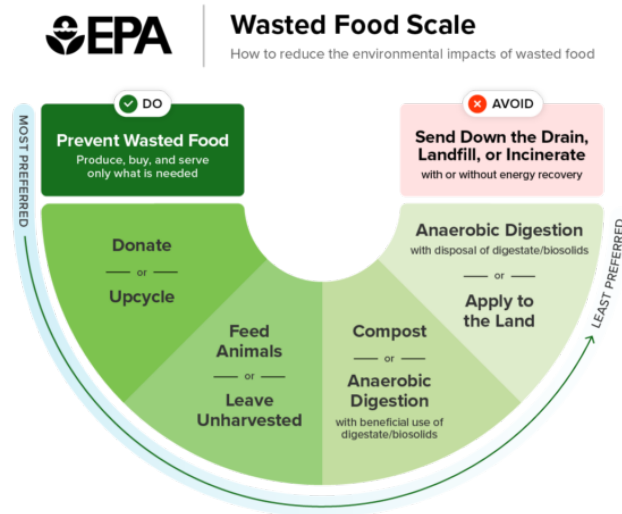 EPA
Wasted Food Scale
How to reduce the environmental impacts of wasted food
MOST PREFERRED
DO
Prevent Wasted Food
Produce, buy, and serve
only what is needed
AVOID
Send Down the Drain,
Landfill, or Incinerate
with or without energy recovery
Donate
or
Upcycle
Feed
Animals
or
Leave
Unharvested
Compost
or
Anaerobic
Digestion
with beneficial use of
digestate/biosolids
Anaerobic Digestion
with disposal of digestate/biosolids
or
Apply to
the Land
LEAST PREFERRED